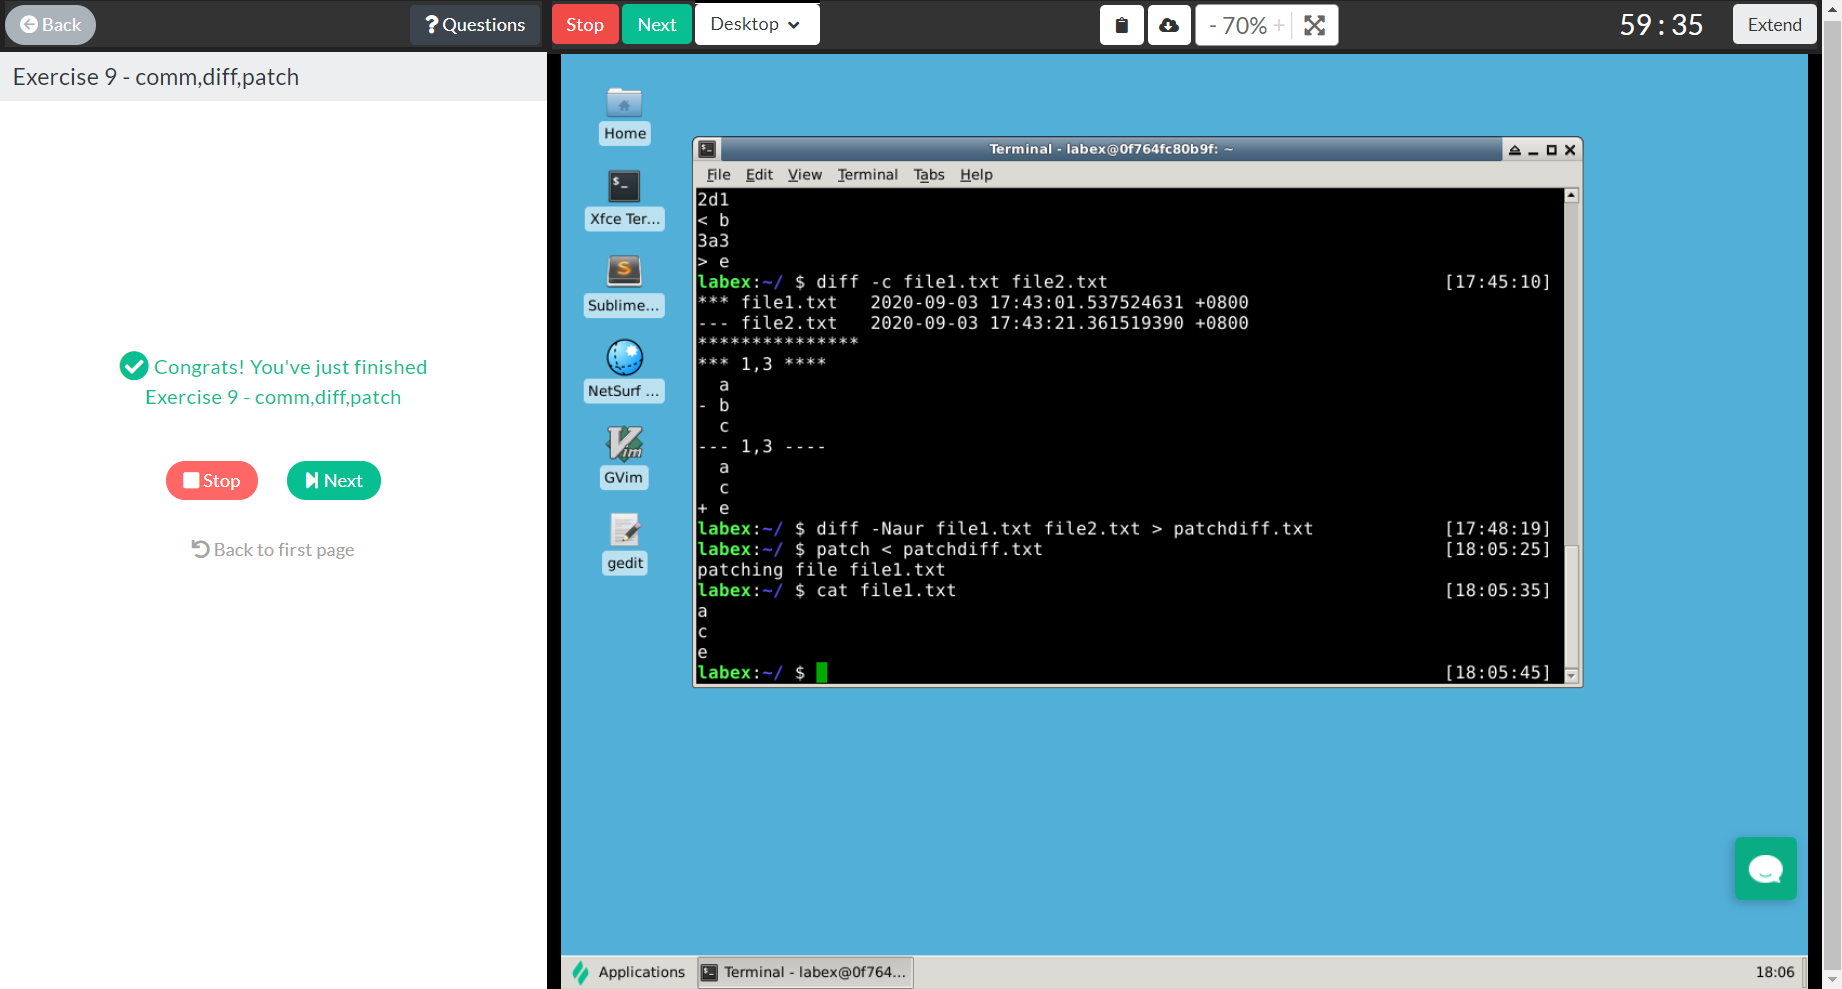 Back
? Questions
Stop
Next
Desktop
- 70% +
59 : 35
Extend
Exercise 9 - comm,diff,patch
Congrats! You've just finished
Exercise 9 - comm,diff,patch
Stop
Next
Back to first page
Home
Xfce Ter...
Sublime...
NetSurf ...
GVim
gedit
Terminal - labex@0f764fc80b9f: ~
File Edit View Terminal Tabs Help
2d1
< b
3a3
> e
labex:~/ $ diff -c file1.txt file2.txt [17:45:10]
*** file1.txt 2020-09-03 17:43:01.537524631 +0800
--- file2.txt 2020-09-03 17:43:21.361519390 +0800
***************
*** 1,3 ****
a
- b
c
--- 1,3 ----
a
c
+ e
labex:~/ $ diff -Naur file1.txt file2.txt > patchdiff.txt [17:48:19]
labex:~/ $ patch < patchdiff.txt [18:05:25]
patching file file1.txt
labex:~/ $ cat file1.txt [18:05:35]
a
c
e
labex:~/ $ [18:05:45]
Applications
Terminal - labex@0f764...
18:06